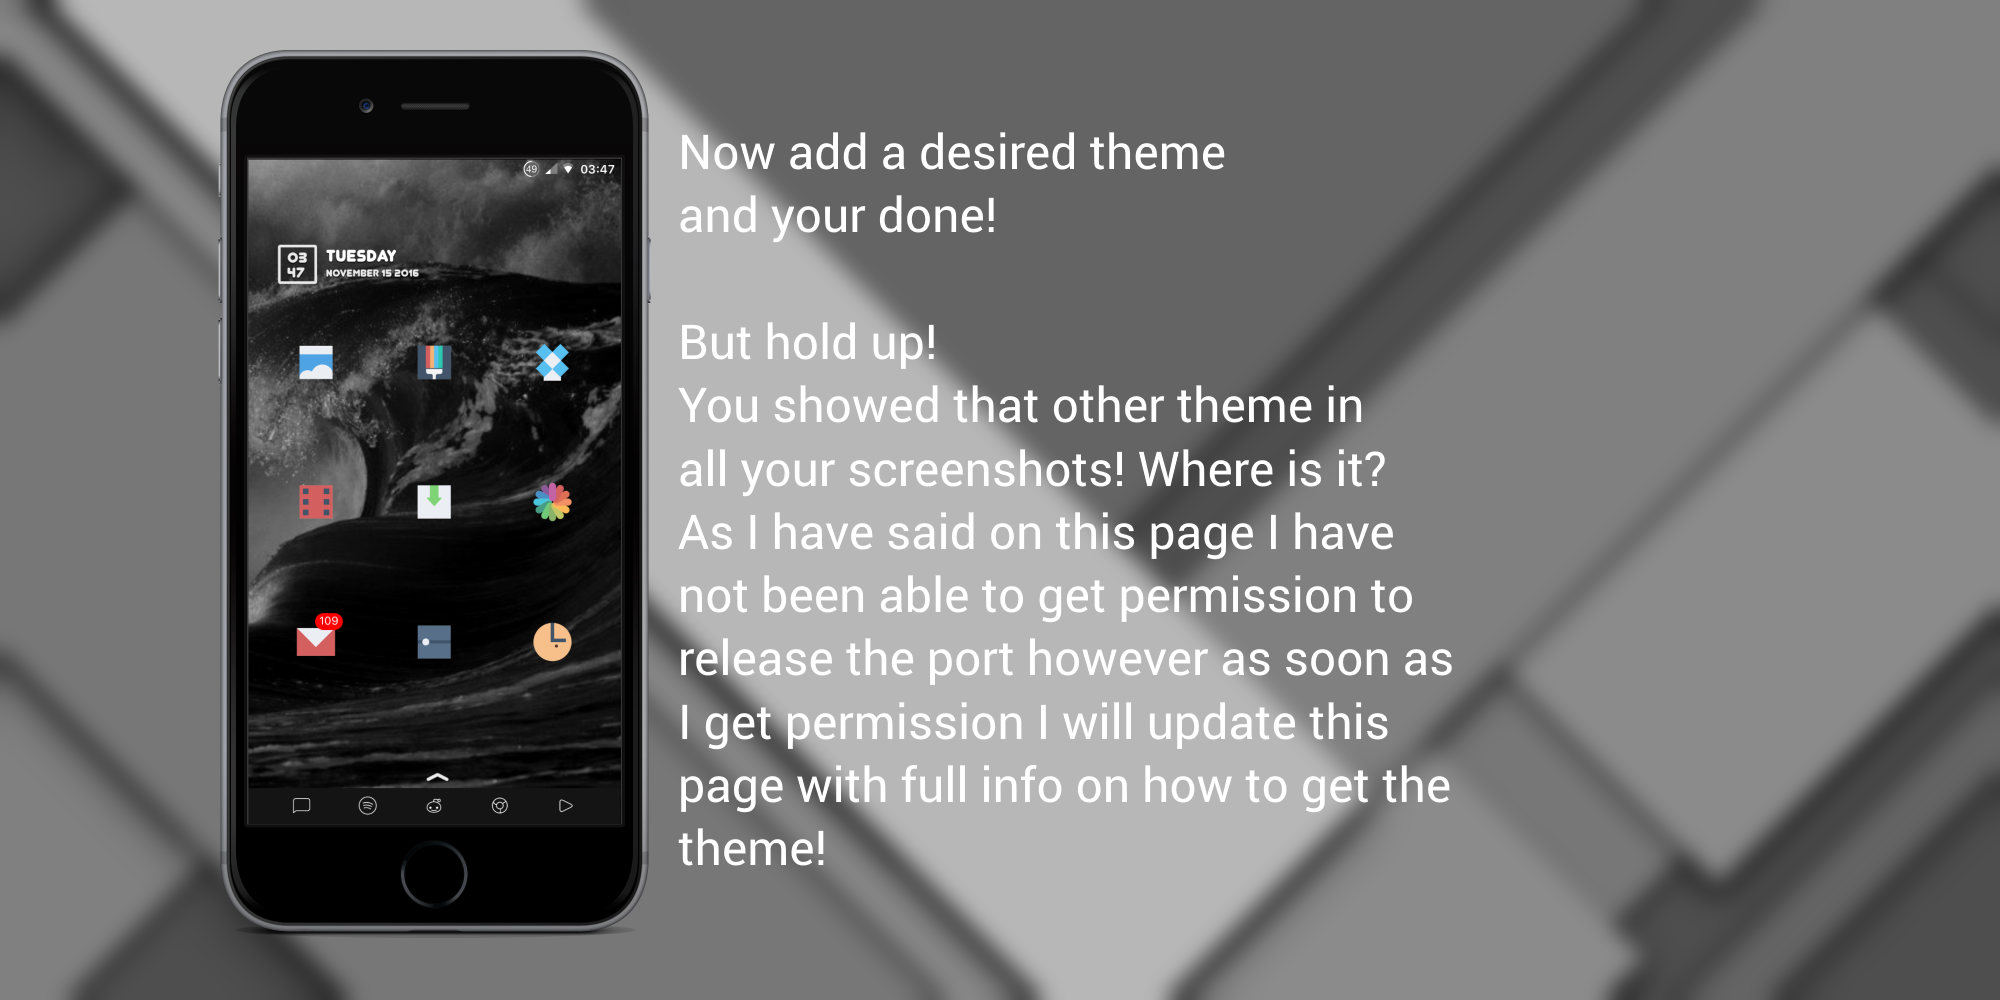 49 03:47
03
47
TUESDAY
NOVEMBER 15 2016
109
Now add a desired theme
and your done!
But hold up!
You showed that other theme in
all your screenshots! Where is it?
As I have said on this page I have
not been able to get permission to
release the port however as soon as
I get permission I will update this
page with full info on how to get the
theme!